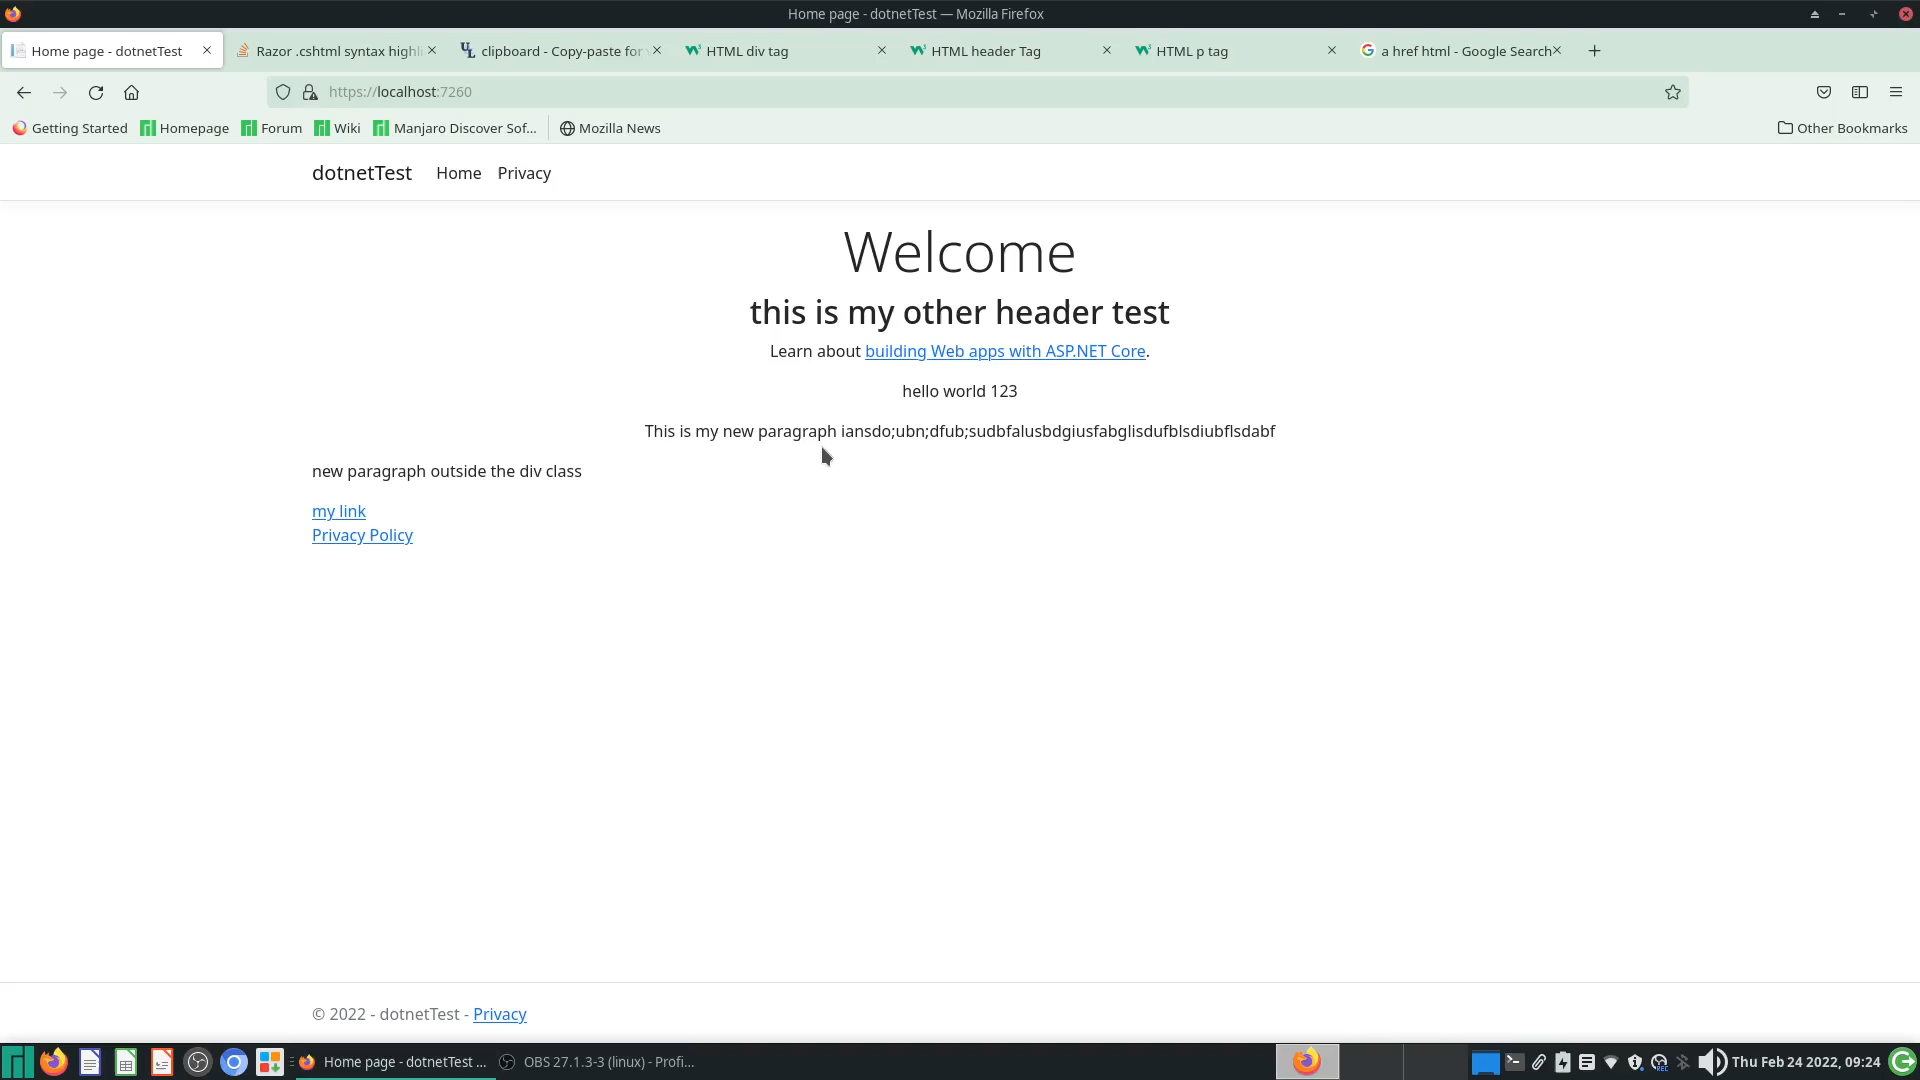 Home page - dotnetTest — Mozilla Firefox
Home page - dotnetTest
Razor .cshtml syntax highli
clipboard - Copy-paste for
HTML div tag
HTML header Tag
HTML p tag
a href html - Google Search
https://localhost:7260
Getting Started
Homepage
Forum
Wiki
Manjaro Discover Sof...
Mozilla News
Other Bookmarks
dotnetTest
Home
Privacy
Welcome
this is my other header test
Learn about building Web apps with ASP.NET Core.
hello world 123
This is my new paragraph iansdo;ubn;dfub;sudbfalusbdgiusfabglisdufblsdiubflsdabf
new paragraph outside the div class
my link
Privacy Policy
© 2022 - dotnetTest - Privacy
Home page - dotnetTest ...
OBS 27.1.3-3 (linux) - Profi...
Thu Feb 24 2022, 09:24